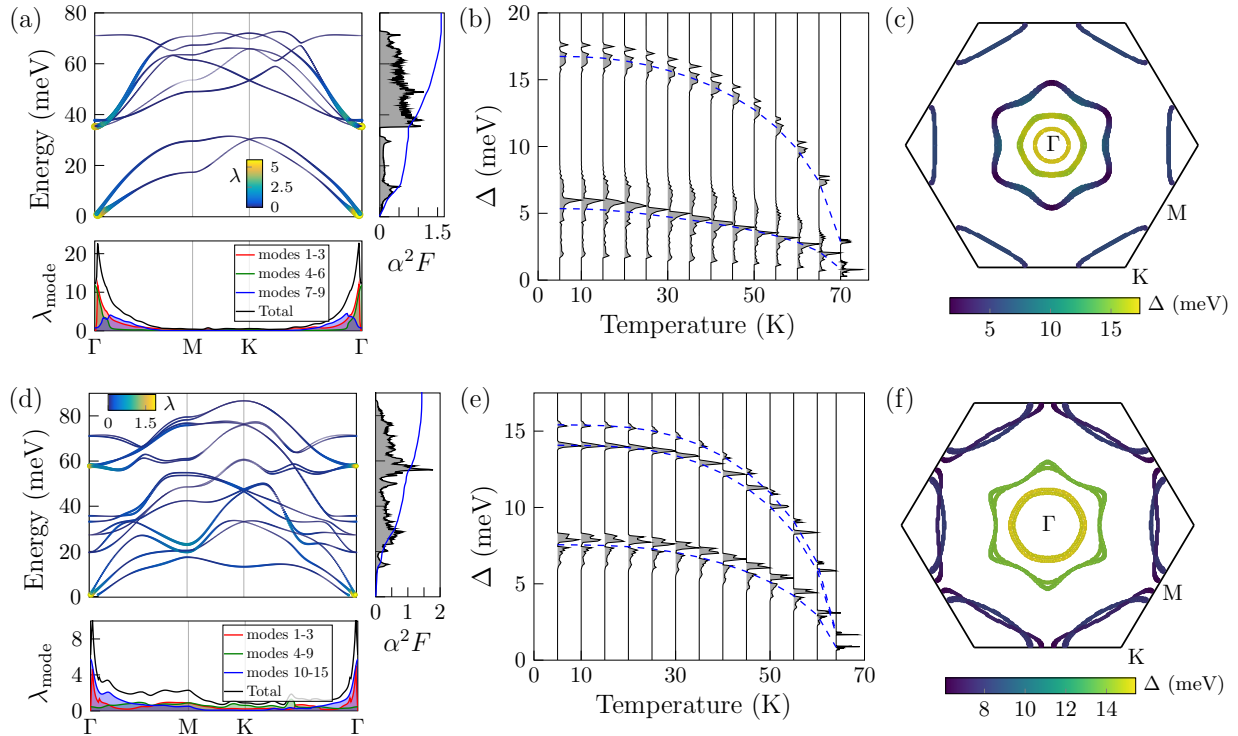 (a)
80
60
40
20
0
Energy (meV)
λ
5
2.5
0
0
1.5
α²F
20
10
0
λmode
modes 1-3
modes 4-6
modes 7-9
Total
Γ M K Γ
(b)
20
15
10
5
0
Δ (meV)
0 10 30 50 70
Temperature (K)
(c)
Γ
M
K
5 10 15
Δ (meV)
(d)
0 1.5 λ
80
60
40
20
0
Energy (meV)
0 1 2
α²F
8
4
0
λmode
modes 1-3
modes 4-9
modes 10-15
Total
Γ M K Γ
(e)
15
10
5
0
Δ (meV)
0 10 30 50 70
Temperature (K)
(f)
Γ
M
K
8 10 12 14
Δ (meV)